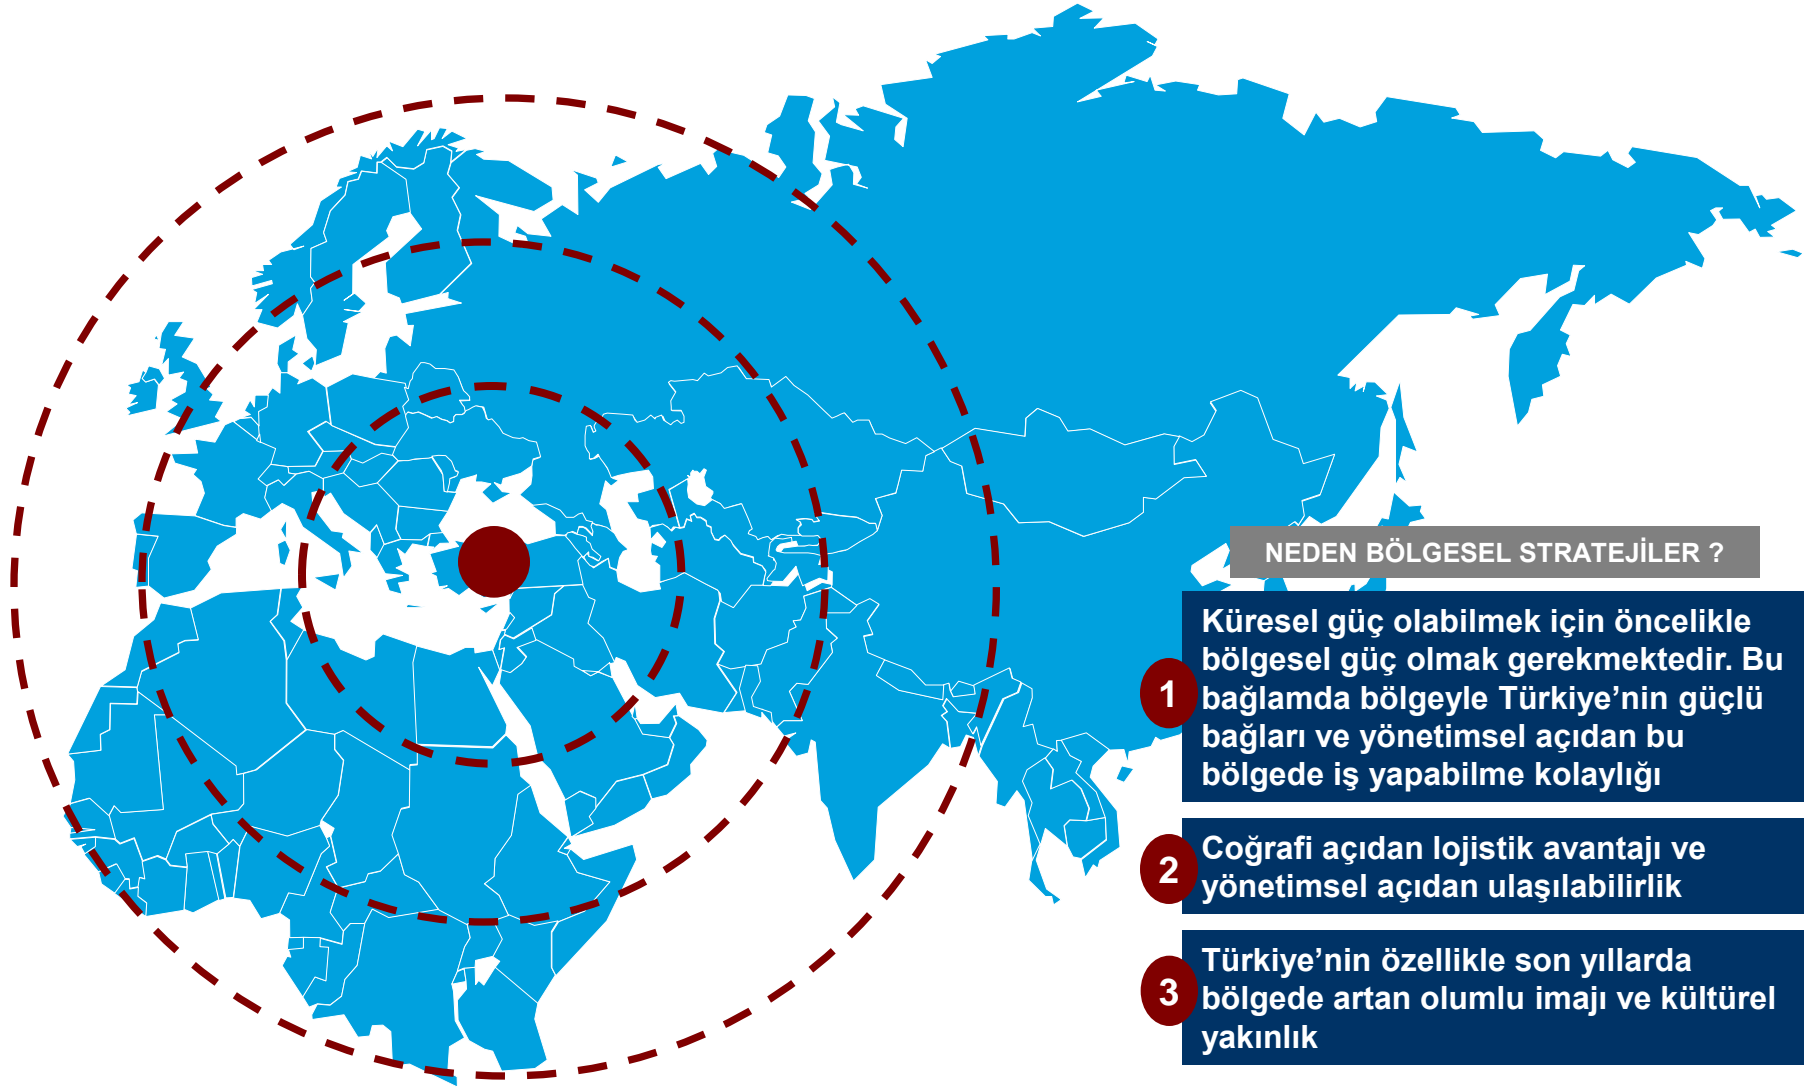 NEDEN BÖLGESEL STRATEJİLER ?
1
Küresel güç olabilmek için öncelikle
bölgesel güç olmak gerekmektedir. Bu
bağlamda bölgeyle Türkiye’nin güçlü
bağları ve yönetimsel açıdan bu
bölgede iş yapabilme kolaylığı
2
Coğrafi açıdan lojistik avantajı ve
yönetimsel açıdan ulaşılabilirlik
3
Türkiye’nin özellikle son yıllarda
bölgede artan olumlu imajı ve kültürel
yakınlık